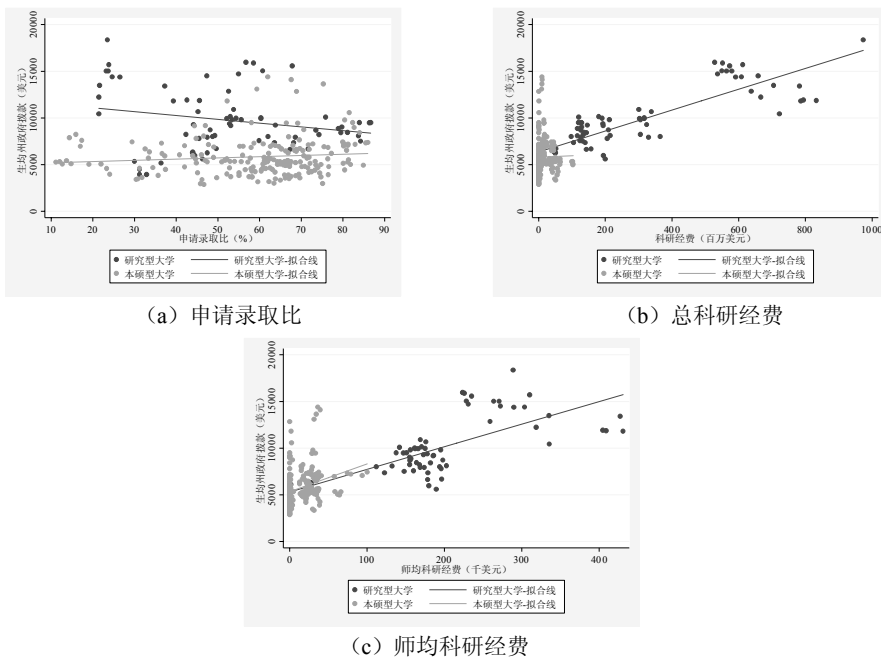 生均州政府拨款（美元）
20000
15000
10000
5000
0
10 20 30 40 50 60 70 80 90
申请录取比（%）
研究型大学 研究型大学-拟合线
本硕型大学 本硕型大学-拟合线
（a）申请录取比
生均州政府拨款（美元）
20000
15000
10000
5000
0
0 200 400 600 800 1000
科研经费（百万美元）
研究型大学 研究型大学-拟合线
本硕型大学 本硕型大学-拟合线
（b）总科研经费
生均州政府拨款（美元）
20000
15000
10000
5000
0
0 100 200 300 400
师均科研经费（千美元）
研究型大学 研究型大学-拟合线
本硕型大学 本硕型大学-拟合线
（c）师均科研经费